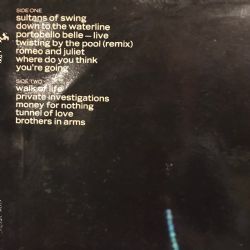 SIDE ONE
sultans of swing
down to the waterline
portobello belle — live
twisting by the pool (remix)
romeo and juliet
where do you think
you're going
SIDE TWO
walk of life
private investigations
money for nothing
tunnel of love
brothers in arms